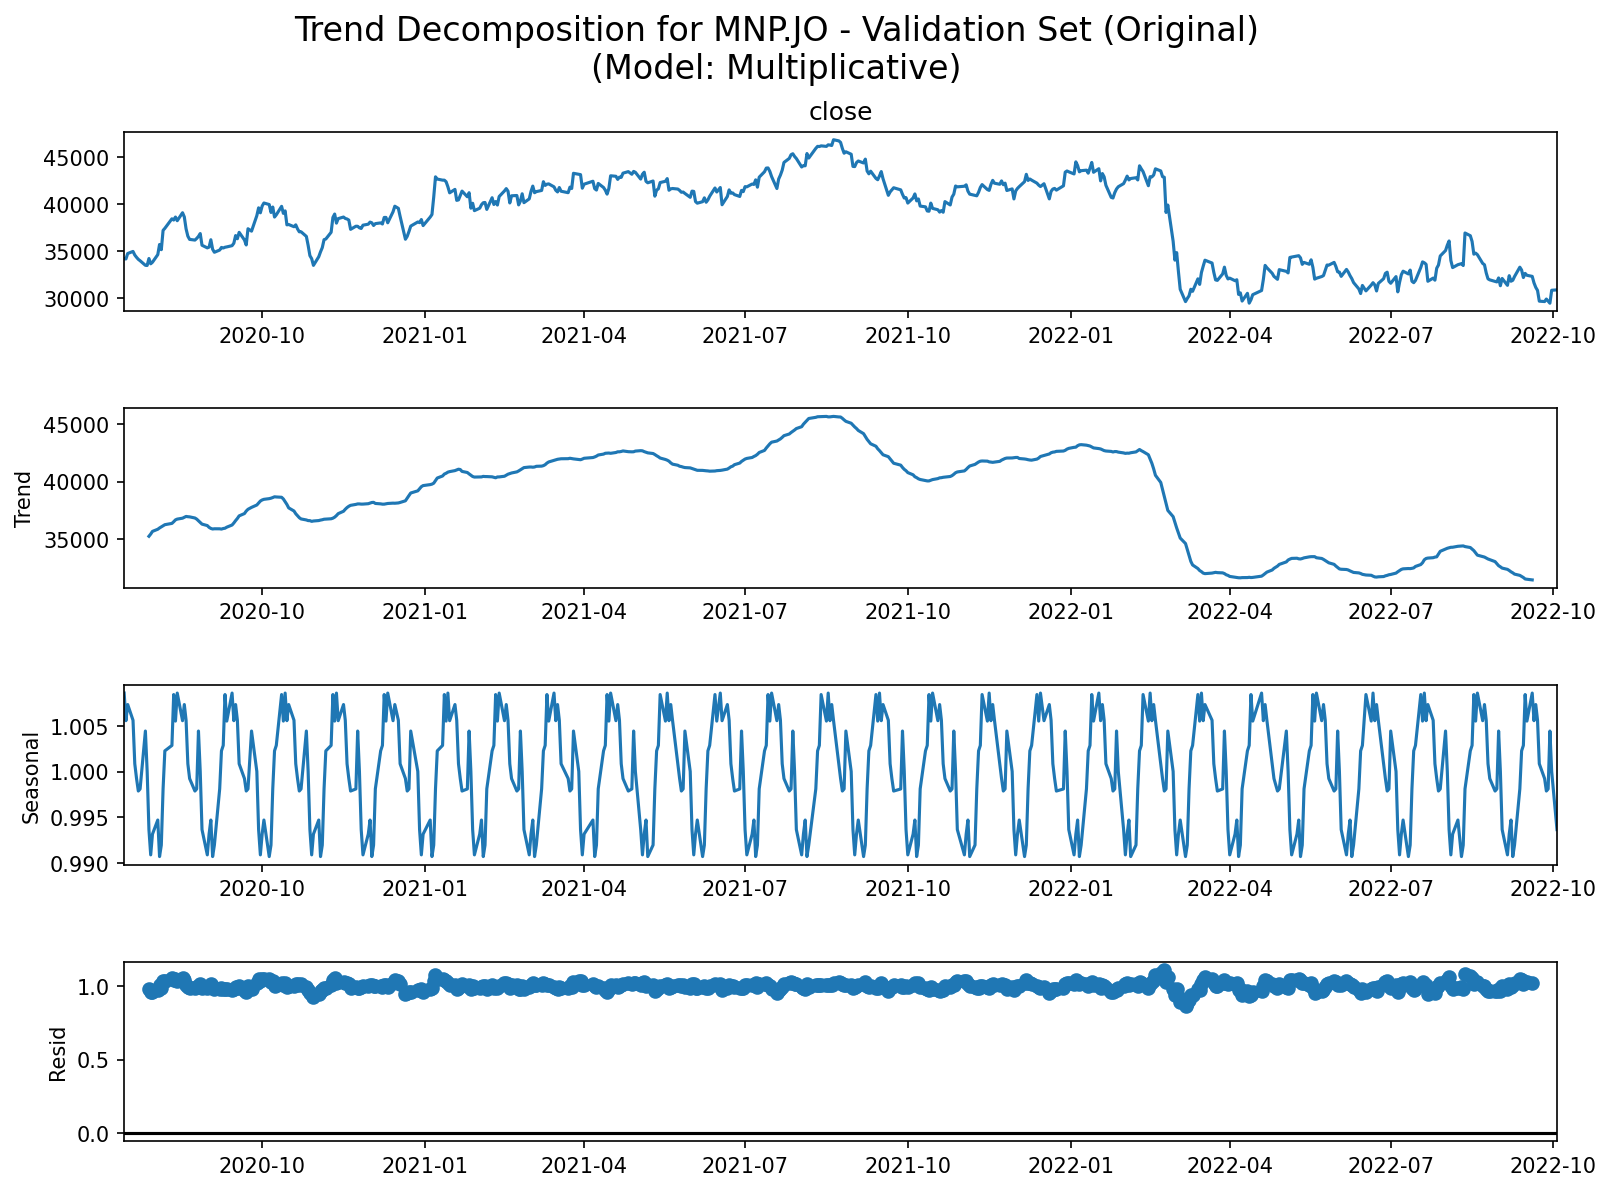 Trend Decomposition for MNP.JO - Validation Set (Original)
(Model: Multiplicative)
close
45000
40000
35000
30000
2020-10 2021-01 2021-04 2021-07 2021-10 2022-01 2022-04 2022-07 2022-10
Trend
45000
40000
35000
2020-10 2021-01 2021-04 2021-07 2021-10 2022-01 2022-04 2022-07 2022-10
Seasonal
1.005
1.000
0.995
0.990
2020-10 2021-01 2021-04 2021-07 2021-10 2022-01 2022-04 2022-07 2022-10
Resid
1.0
0.5
0.0
2020-10 2021-01 2021-04 2021-07 2021-10 2022-01 2022-04 2022-07 2022-10